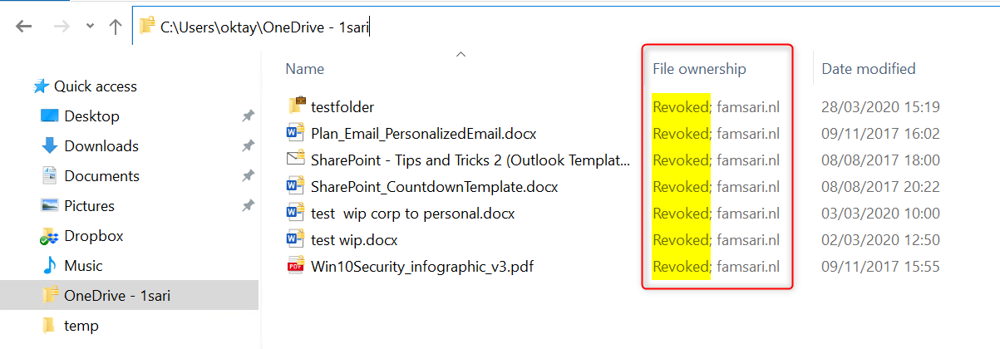 C:\Users\oktay\OneDrive - 1sari
Quick access
Desktop
Downloads
Documents
Pictures
Dropbox
Music
OneDrive - 1sari
temp
Name File ownership Date modified
testfolder Revoked; famsari.nl 28/03/2020 15:19
Plan_Email_PersonalizedEmail.docx Revoked; famsari.nl 09/11/2017 16:02
SharePoint - Tips and Tricks 2 (Outlook Templat... Revoked; famsari.nl 08/08/2017 18:00
SharePoint_CountdownTemplate.docx Revoked; famsari.nl 08/08/2017 20:22
test  wip corp to personal.docx Revoked; famsari.nl 03/03/2020 10:00
test wip.docx Revoked; famsari.nl 02/03/2020 12:50
Win10Security_infographic_v3.pdf Revoked; famsari.nl 09/11/2017 15:55